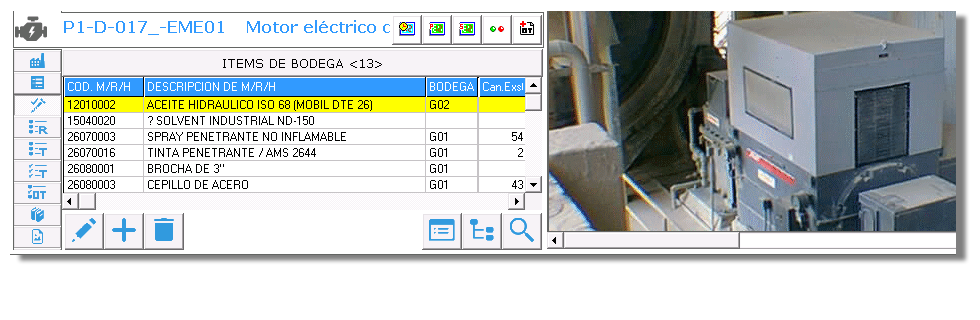 P1-D-017_-EME01 Motor eléctrico c
ITEMS DE BODEGA <13>
COD. M/R/H DESCRIPCION DE M/R/H BODEGA Can.Exst
12010002 ACEITE HIDRAULICO ISO 68 (MOBIL DTE 26) G02
15040020 ? SOLVENT INDUSTRIAL ND-150
26070003 SPRAY PENETRANTE NO INFLAMABLE G01 54
26070016 TINTA PENETRANTE / AMS 2644 G01 2
26080001 BROCHA DE 3" G01
26080003 CEPILLO DE ACERO G01 43
R
T
T
OT
OT